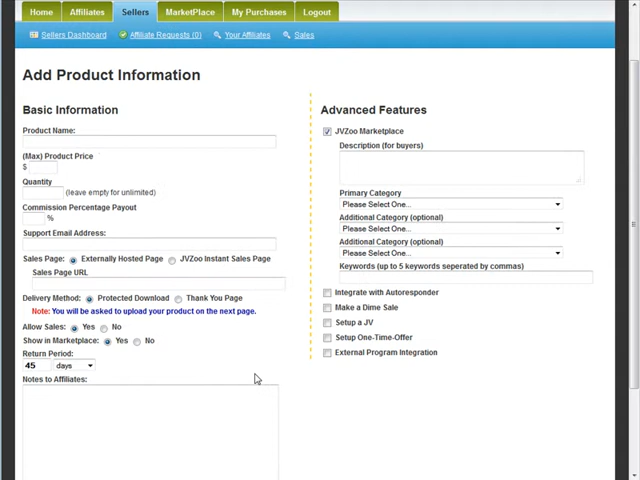 Home Affiliates Sellers MarketPlace My Purchases Logout
Sellers Dashboard Affiliate Requests (0) Your Affiliates Sales
Add Product Information
Basic Information
Product Name:
(Max) Product Price
$
Quantity
(leave empty for unlimited)
Commission Percentage Payout
%
Support Email Address:
Sales Page: Externally Hosted Page JVZoo Instant Sales Page
Sales Page URL
Delivery Method: Protected Download Thank You Page
Note: You will be asked to upload your product on the next page.
Allow Sales: Yes No
Show in Marketplace: Yes No
Return Period:
45 days
Notes to Affiliates:
Advanced Features
JVZoo Marketplace
Description (for buyers)
Primary Category
Please Select One...
Additional Category (optional)
Please Select One...
Additional Category (optional)
Please Select One...
Keywords (up to 5 keywords seperated by commas)
Integrate with Autoresponder
Make a Dime Sale
Setup a JV
Setup One-Time-Offer
External Program Integration